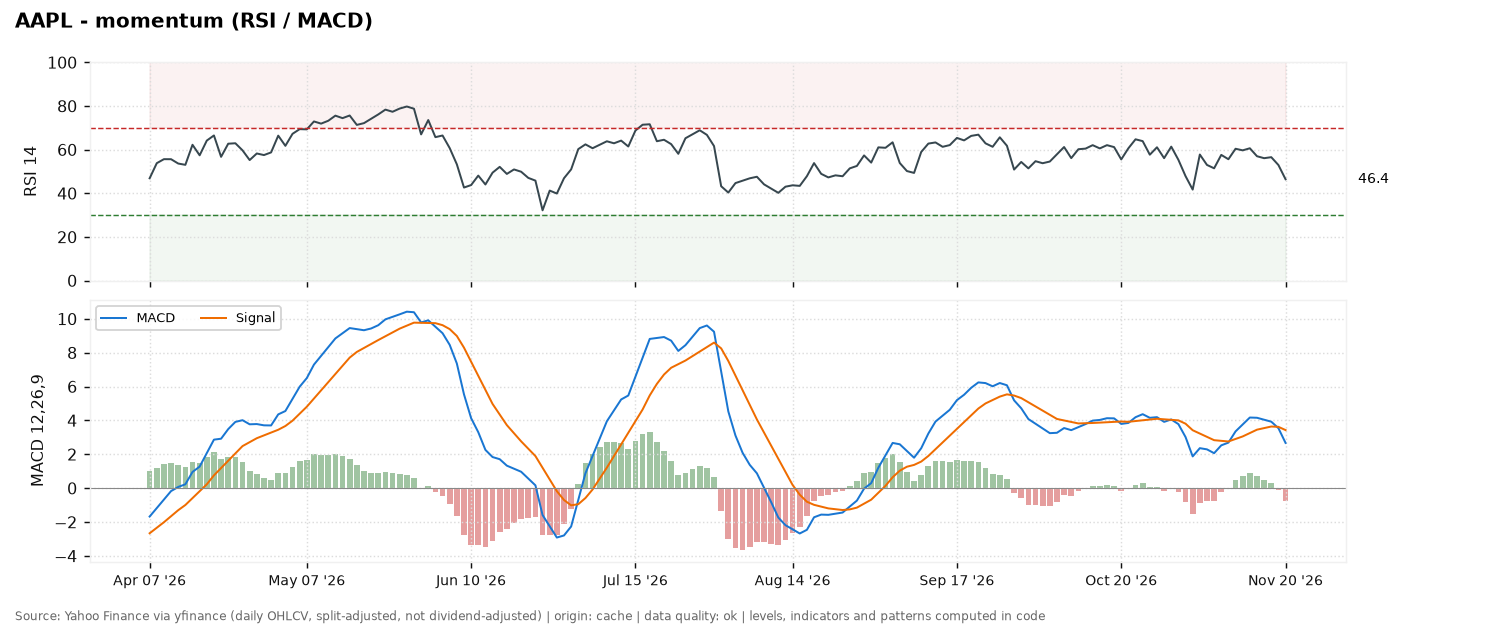 AAPL - momentum (RSI / MACD)
100
80
60
40
20
0
RSI 14
46.4
MACD
Signal
10
8
6
4
2
0
−2
−4
MACD 12,26,9
Apr 07 '26
May 07 '26
Jun 10 '26
Jul 15 '26
Aug 14 '26
Sep 17 '26
Oct 20 '26
Nov 20 '26
Source: Yahoo Finance via yfinance (daily OHLCV, split-adjusted, not dividend-adjusted) | origin: cache | data quality: ok | levels, indicators and patterns computed in code